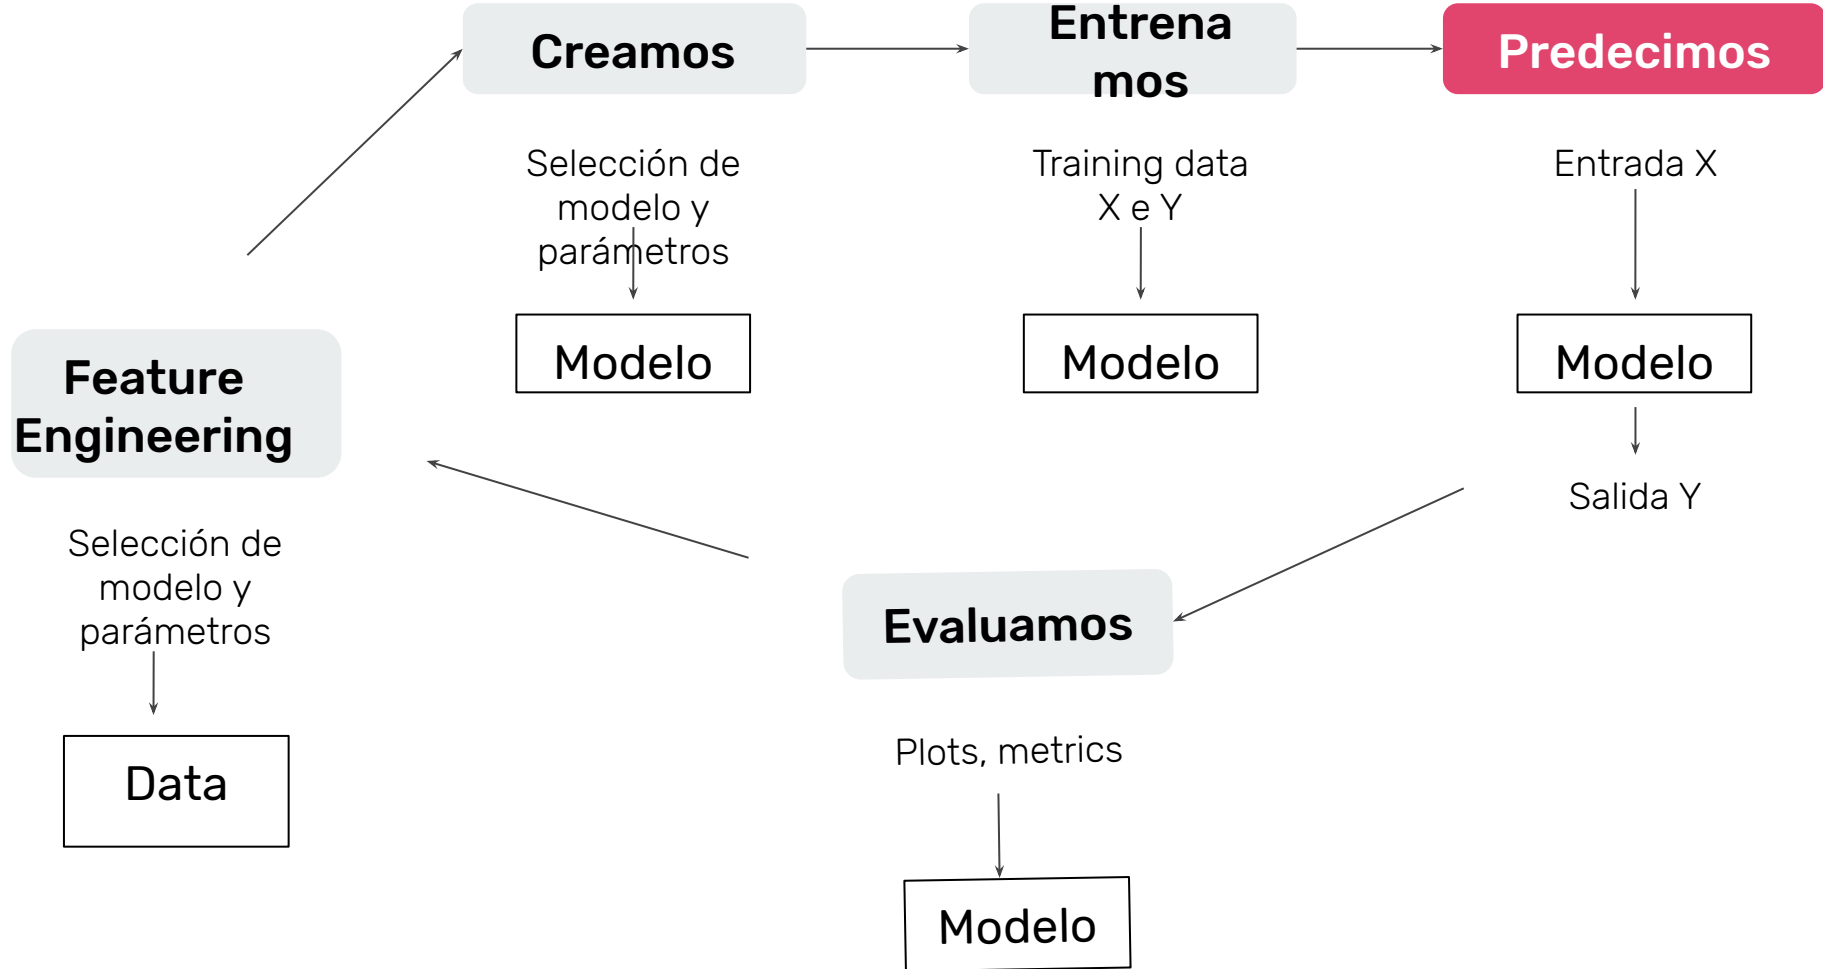 Creamos
Entrena
mos
Predecimos
Selección de
modelo y
parámetros
Training data
X e Y
Entrada X
Modelo
Modelo
Modelo
Salida Y
Feature
Engineering
Selección de
modelo y
parámetros
Data
Evaluamos
Plots, metrics
Modelo